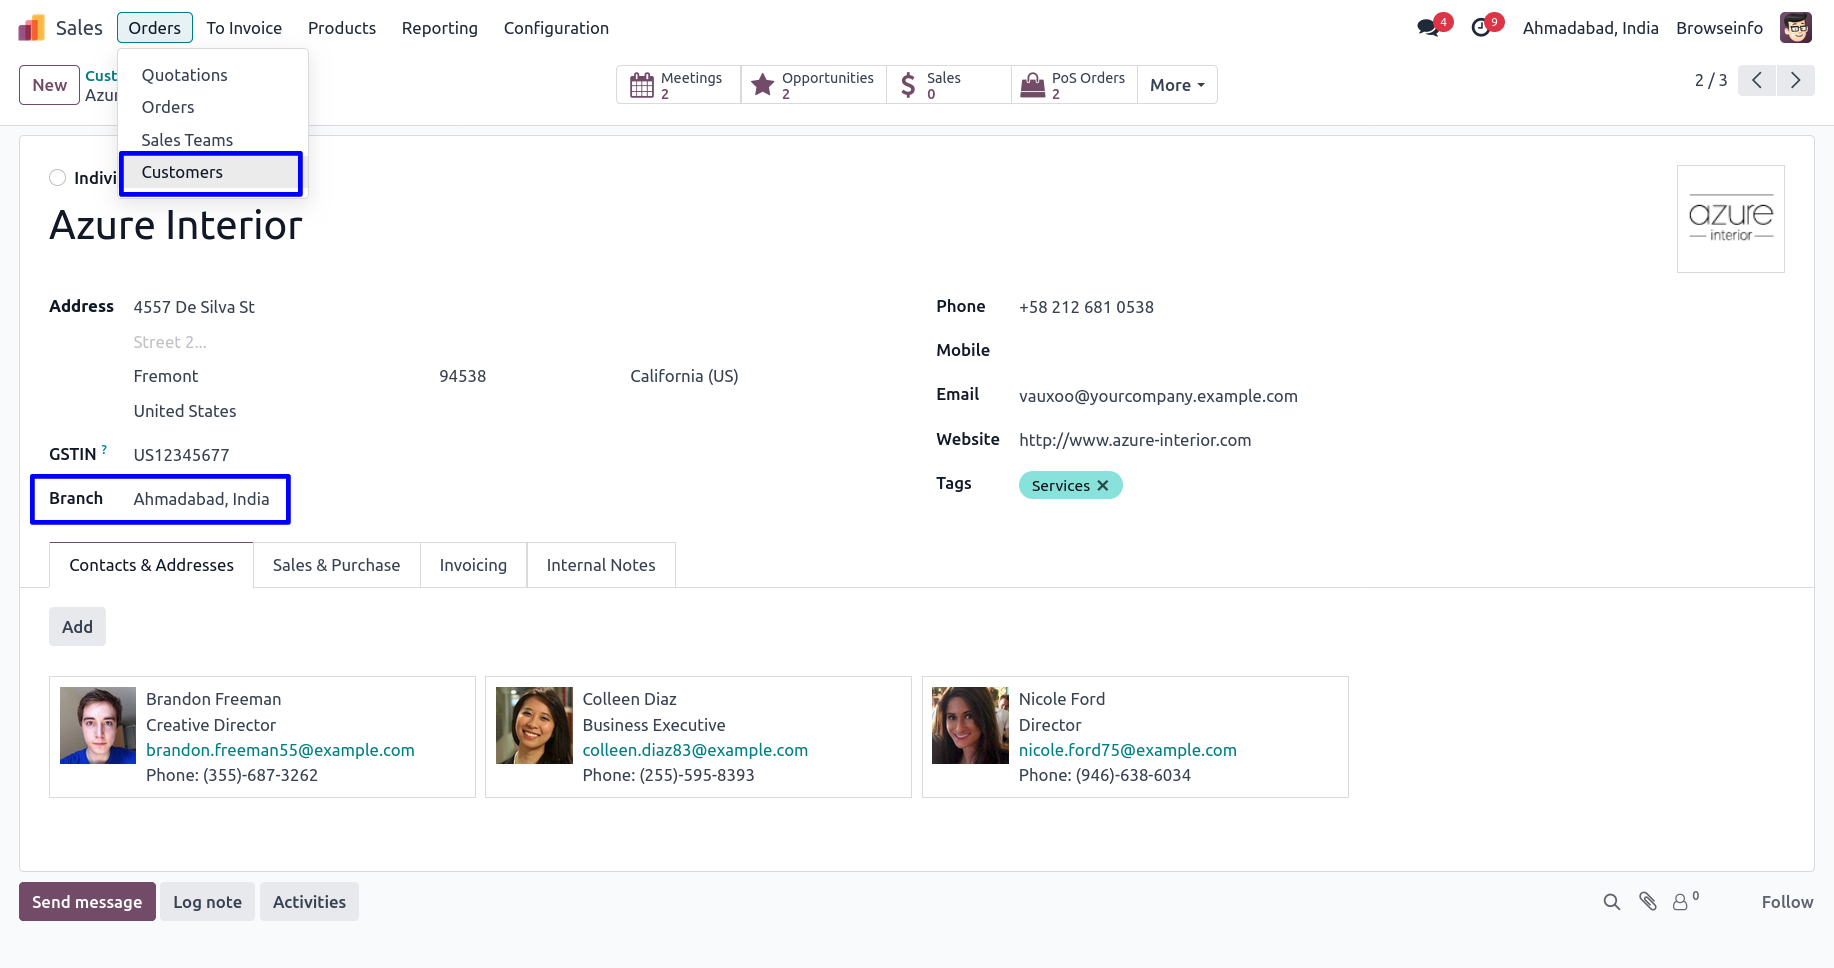 Sales Orders To Invoice Products Reporting Configuration 4 9 Ahmadabad, India Browseinfo
Quotations
Orders
Sales Teams
Customers
New
Cust
Azur
Meetings 2
Opportunities 2
Sales 0
PoS Orders 2
More
2 / 3
Indivi
Azure Interior
azure
interior
Address 4557 De Silva St
Street 2...
Fremont 94538 California (US)
United States
GSTIN ? US12345677
Branch Ahmadabad, India
Phone +58 212 681 0538
Mobile
Email vauxoo@yourcompany.example.com
Website http://www.azure-interior.com
Tags Services
Contacts & Addresses Sales & Purchase Invoicing Internal Notes
Add
Brandon Freeman
Creative Director
brandon.freeman55@example.com
Phone: (355)-687-3262
Colleen Diaz
Business Executive
colleen.diaz83@example.com
Phone: (255)-595-8393
Nicole Ford
Director
nicole.ford75@example.com
Phone: (946)-638-6034
Send message Log note Activities 0 Follow